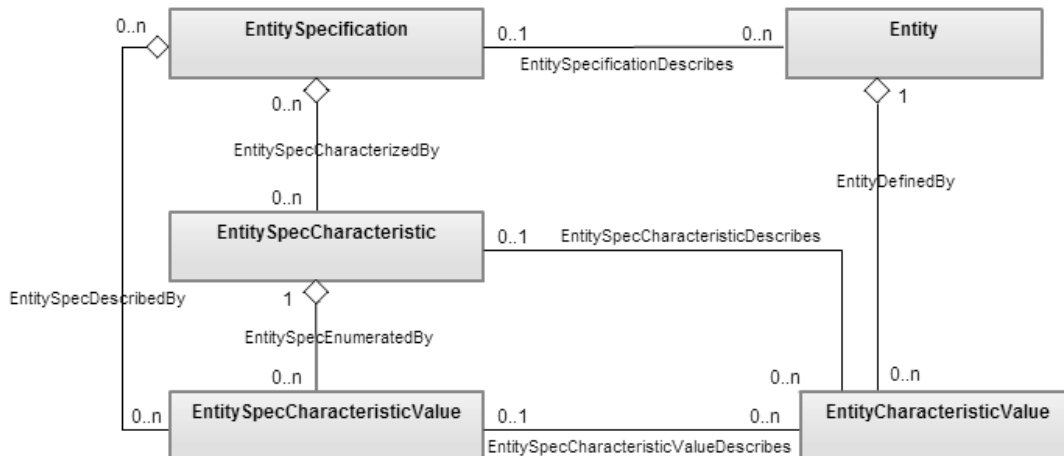 0..n
EntitySpecification
0..1
0..n
Entity
EntitySpecificationDescribes
0..n
1
EntitySpecCharacterizedBy
EntityDefinedBy
0..n
EntitySpecCharacteristic
0..1
EntitySpecCharacteristicDescribes
EntitySpecDescribedBy
1
EntitySpecEnumeratedBy
0..n
0..n
0..n
0..n
EntitySpecCharacteristicValue
0..1
0..n
EntityCharacteristicValue
EntitySpecCharacteristicValueDescribes